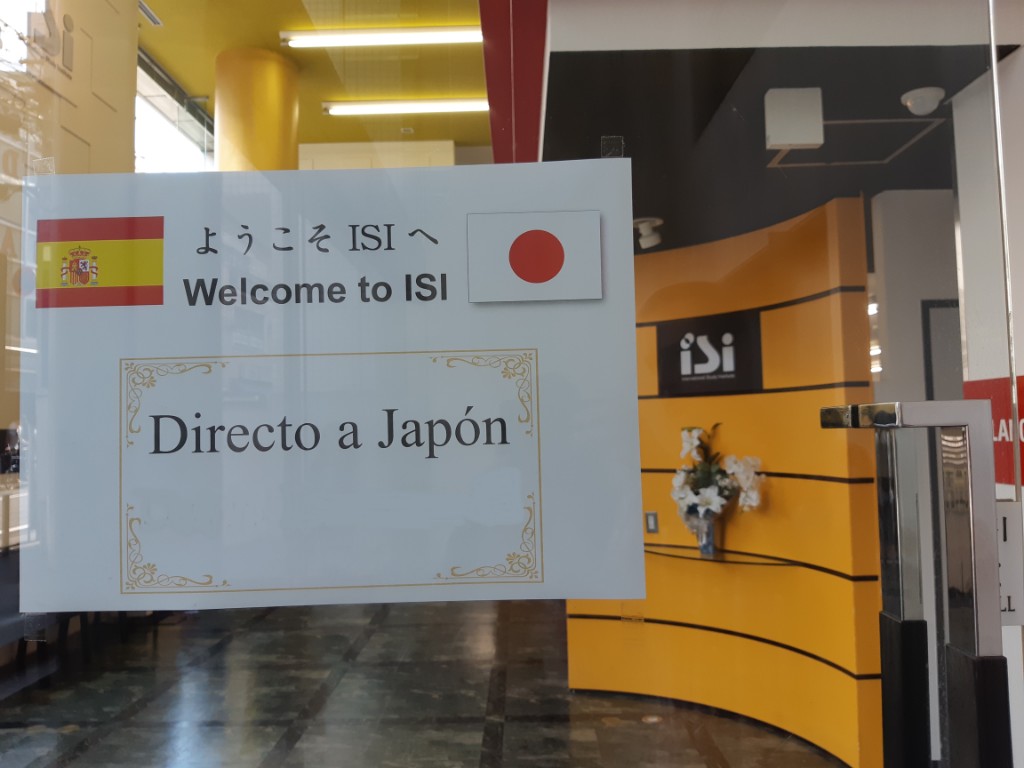 ようこそ ISI へ
Welcome to ISI
Directo a Japón
iSi